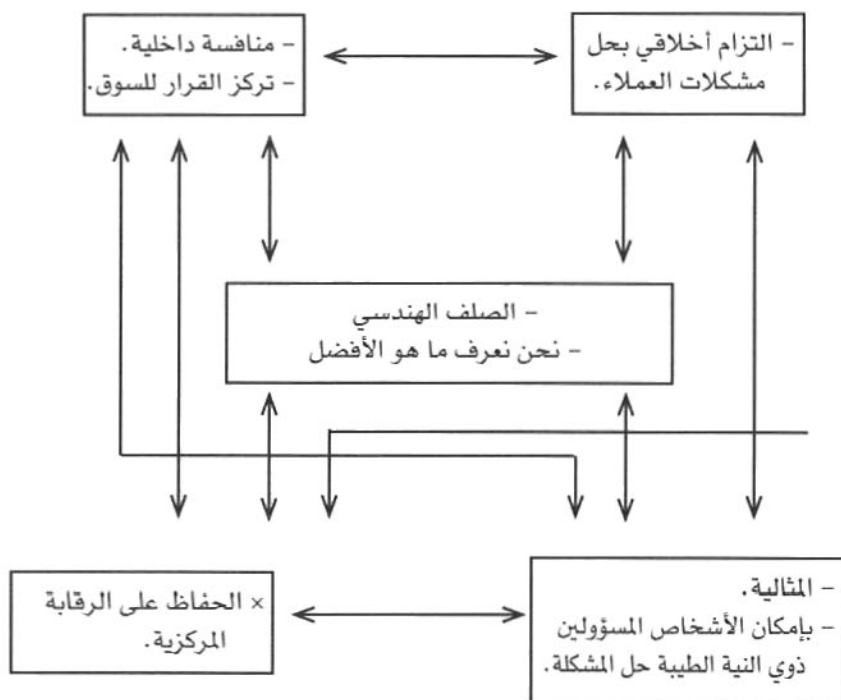 – التزام أخلاقي بحل
مشكلات العملاء.
– منافسة داخلية.
– تركز القرار للسوق.
– الصلف الهندسي
– نحن نعرف ما هو الأفضل
– المثالية.
– بإمكان الأشخاص المسؤولين
ذوي النية الطيبة حل المشكلة.
× الحفاظ على الرقابة
المركزية.